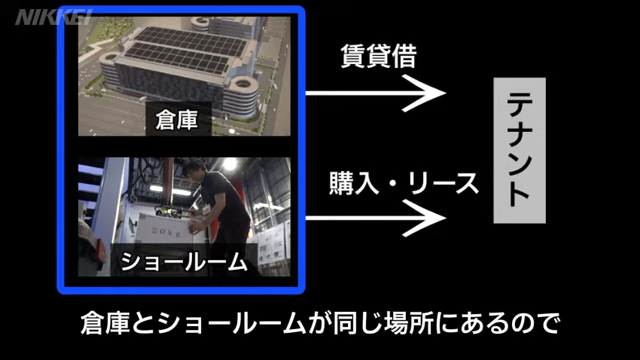 NIKKEI
倉庫
賃貸借
テナント
20kg
購入・リース
ショールーム
倉庫とショールームが同じ場所にあるので